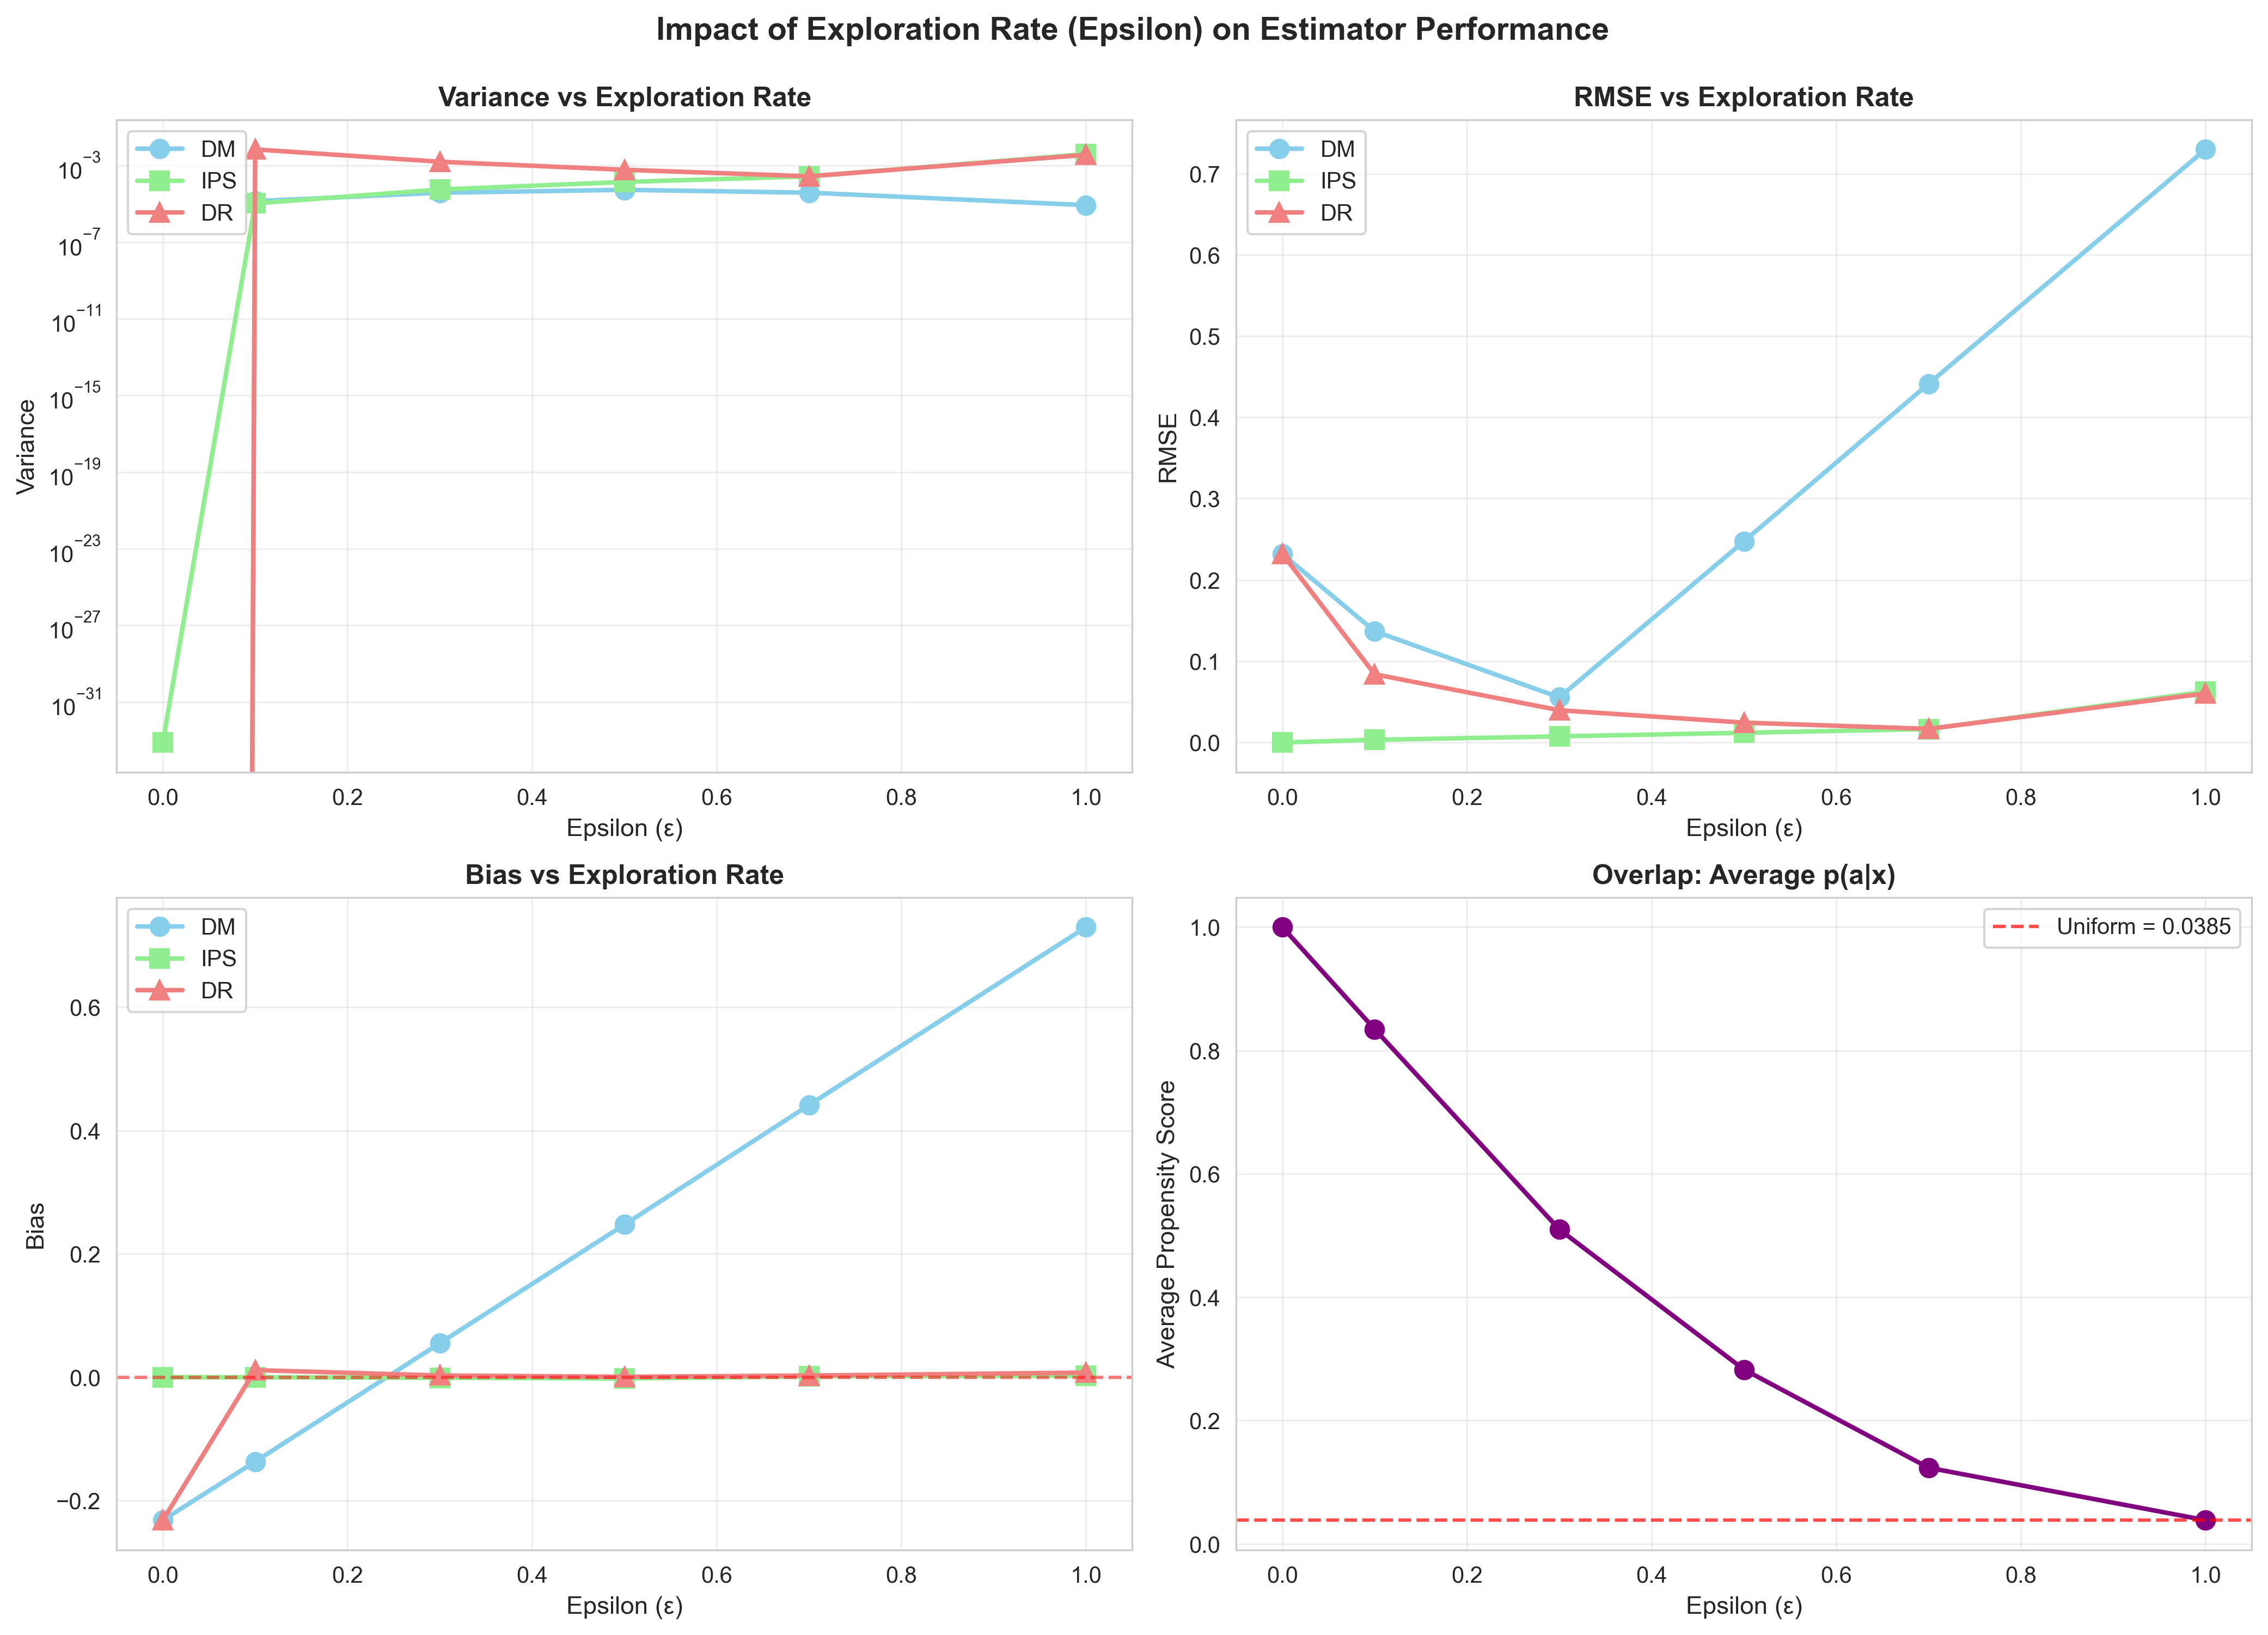 Impact of Exploration Rate (Epsilon) on Estimator Performance
Variance vs Exploration Rate
DM
IPS
DR
10⁻³
10⁻⁷
10⁻¹¹
10⁻¹⁵
10⁻¹⁹
10⁻²³
10⁻²⁷
10⁻³¹
Variance
0.0 0.2 0.4 0.6 0.8 1.0
Epsilon (ε)
RMSE vs Exploration Rate
DM
IPS
DR
0.7
0.6
0.5
0.4
0.3
0.2
0.1
0.0
RMSE
0.0 0.2 0.4 0.6 0.8 1.0
Epsilon (ε)
Bias vs Exploration Rate
DM
IPS
DR
0.6
0.4
0.2
0.0
−0.2
Bias
0.0 0.2 0.4 0.6 0.8 1.0
Epsilon (ε)
Overlap: Average p(a|x)
Uniform = 0.0385
1.0
0.8
0.6
0.4
0.2
0.0
Average Propensity Score
0.0 0.2 0.4 0.6 0.8 1.0
Epsilon (ε)